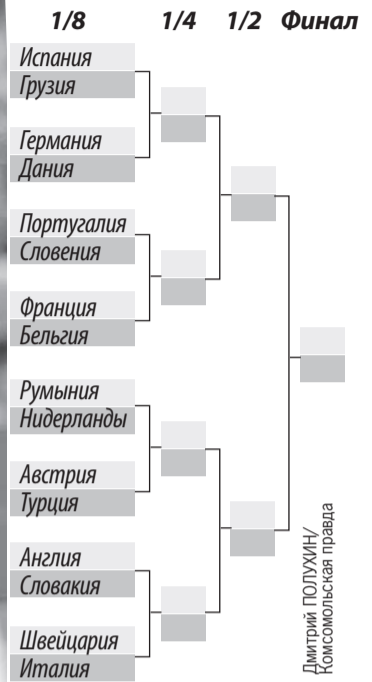 1/8 1/4 1/2 Финал
Испания
Грузия
Германия
Дания
Португалия
Словения
Франция
Бельгия
Румыния
Нидерланды
Австрия
Турция
Англия
Словакия
Швейцария
Италия
Дмитрий ПОЛУХИН/
Комсомольская правда